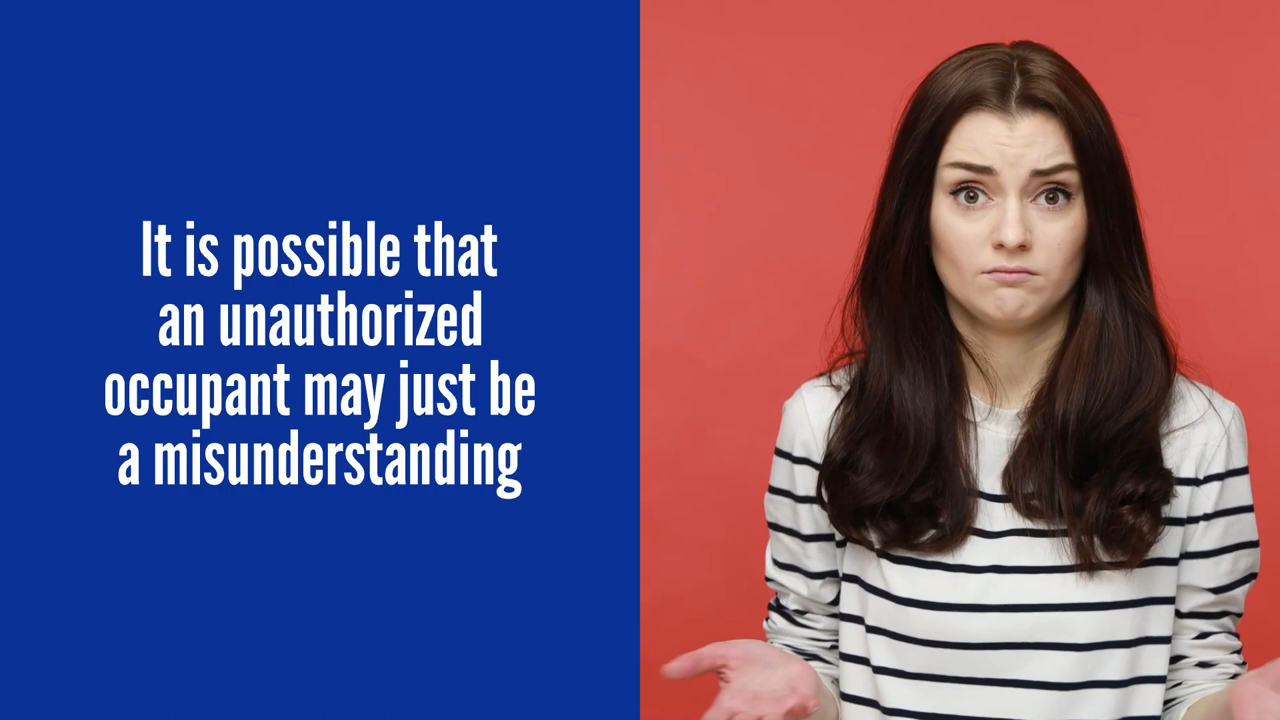 It is possible that
an unauthorized
occupant may just be
a misunderstanding